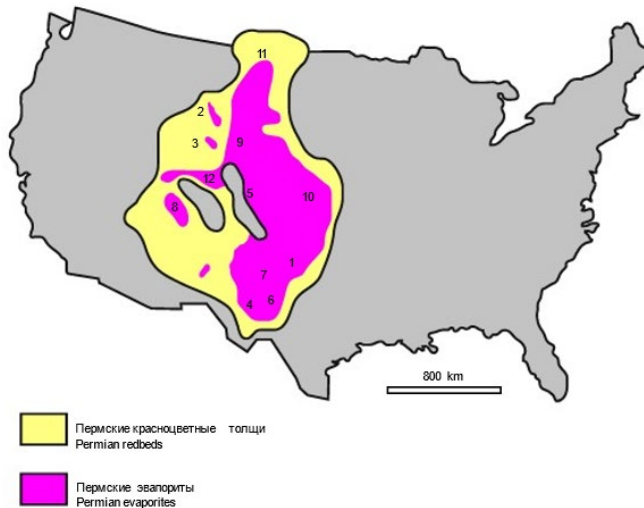 11
2
3
9
12
5
10
8
7
1
4
6
800 km
Пермские красноцветные толщи
Permian redbeds
Пермские эвапориты
Permian evaporites